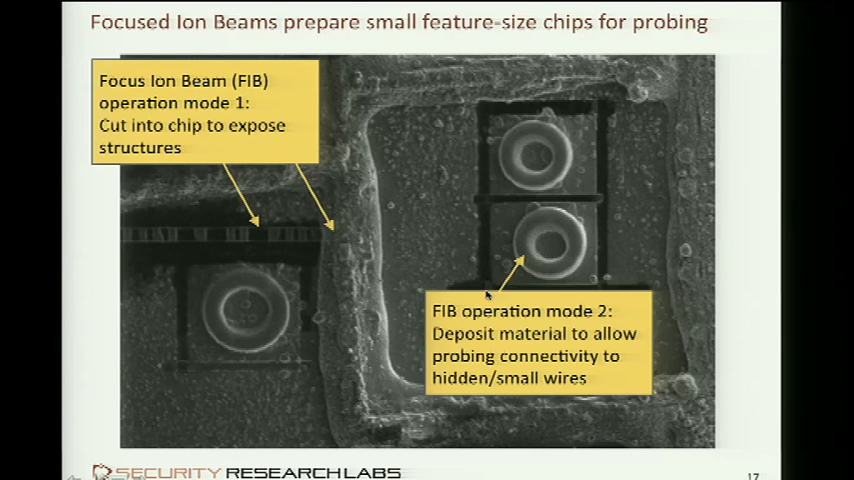 Focused Ion Beams prepare small feature-size chips for probing
Focus Ion Beam (FIB)
operation mode 1:
Cut into chip to expose
structures
FIB operation mode 2:
Deposit material to allow
probing connectivity to
hidden/small wires
SECURITY RESEARCH LABS
17